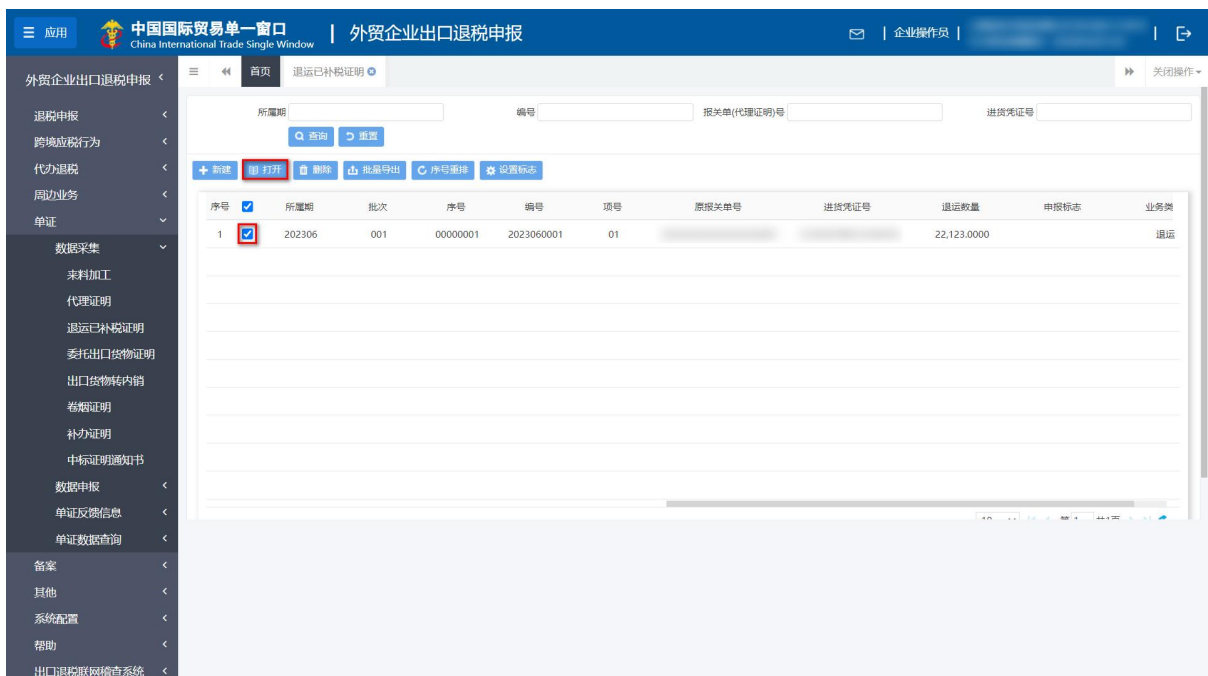 应用
中国国际贸易单一窗口
China International Trade Single Window
外贸企业出口退税申报
企业操作员
外贸企业出口退税申报
首页
退运已补税证明
关闭操作
退税申报
跨境应税行为
代办退税
周边业务
单证
数据采集
来料加工
代理证明
退运已补税证明
委托出口货物证明
出口货物转内销
卷烟证明
补办证明
中标证明通知书
数据申报
单证反馈信息
单证数据查询
备案
其他
系统配置
帮助
出口退税联网稽查系统
所属期 编号 报关单(代理证明)号 进货凭证号
查询 重置
新建 打开 删除 批量导出 序号重排 设置标志
序号 所属期 批次 序号 编号 项号 原报关单号 进货凭证号 退运数量 申报标志 业务类
1 202306 001 00000001 2023060001 01 22,123.0000 退运